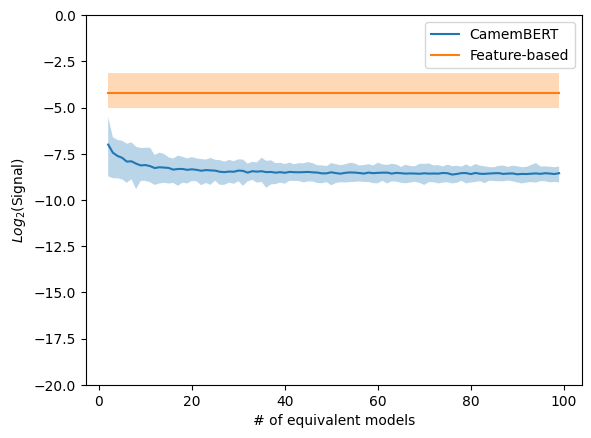 0.0
−2.5
−5.0
−7.5
−10.0
−12.5
−15.0
−17.5
−20.0
Log₂(Signal)
CamemBERT
Feature-based
0 20 40 60 80 100
# of equivalent models